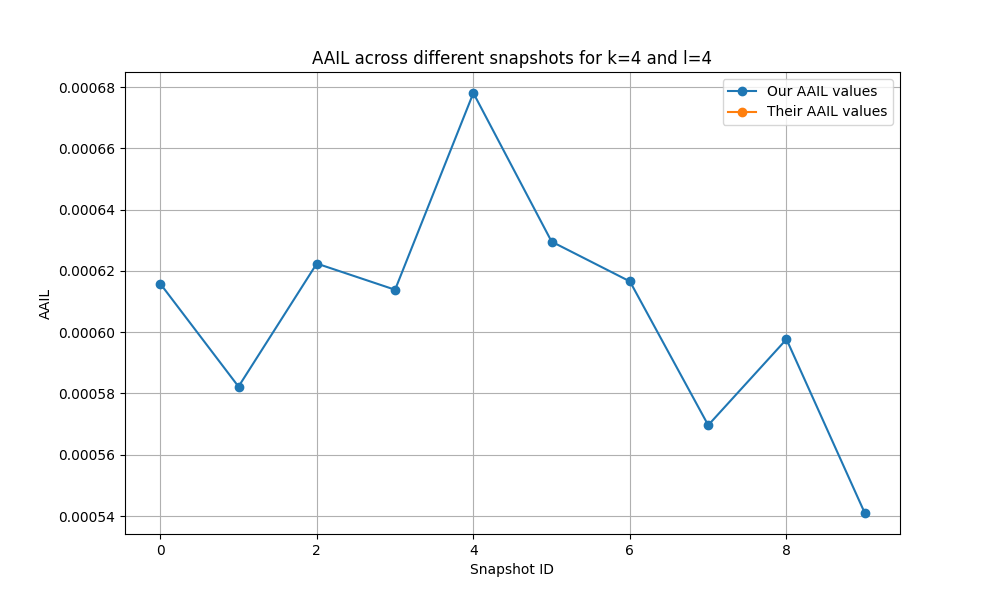 AAIL across different snapshots for k=4 and l=4
Our AAIL values
Their AAIL values
0.00068
0.00066
0.00064
0.00062
0.00060
0.00058
0.00056
0.00054
AAIL
0 2 4 6 8
Snapshot ID